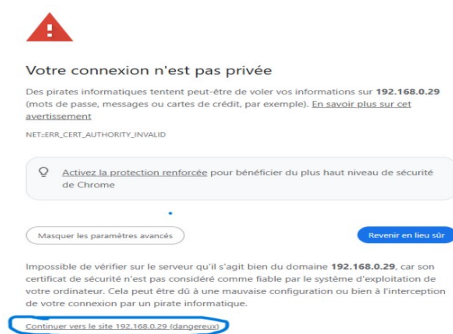 Votre connexion n'est pas privée
Des pirates informatiques tentent peut-être de voler vos informations sur 192.168.0.29
(mots de passe, messages ou cartes de crédit, par exemple). En savoir plus sur cet
avertissement
NET::ERR_CERT_AUTHORITY_INVALID
Activez la protection renforcée pour bénéficier du plus haut niveau de sécurité
de Chrome
Masquer les paramètres avancés
Revenir en lieu sûr
Impossible de vérifier sur le serveur qu'il s'agit bien du domaine 192.168.0.29, car son
certificat de sécurité n'est pas considéré comme fiable par le système d'exploitation de
votre ordinateur. Cela peut être dû à une mauvaise configuration ou bien à l'interception
de votre connexion par un pirate informatique.
Continuer vers le site 192.168.0.29 (dangereux)